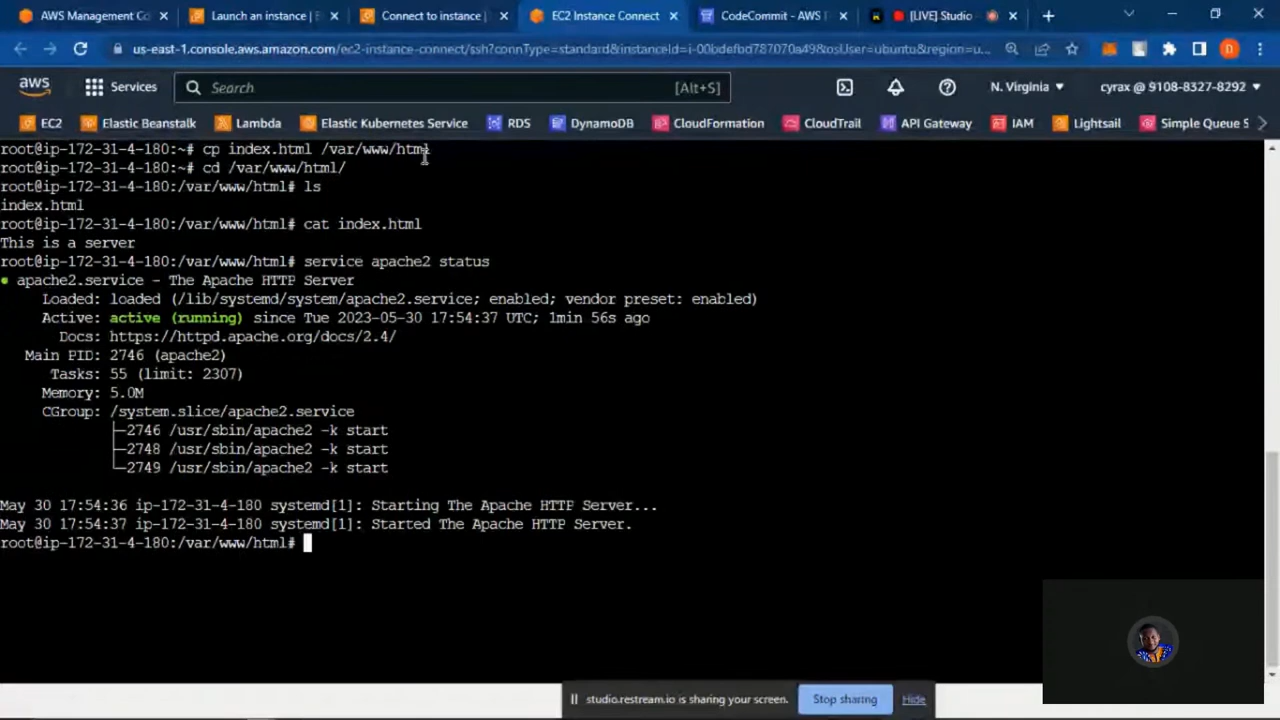 AWS Management Co
Launch an instance | E
Connect to instance |
EC2 Instance Connect
CodeCommit - AWS
[LIVE] Studio
us-east-1.console.aws.amazon.com/ec2-instance-connect/ssh?connType=standard&instanceId=i-00bdefbd787070a49&osUser=ubuntu&region=u...
aws
Services
Search
[Alt+S]
N. Virginia
cyrax @ 9108-8327-8292
EC2
Elastic Beanstalk
Lambda
Elastic Kubernetes Service
RDS
DynamoDB
CloudFormation
CloudTrail
API Gateway
IAM
Lightsail
Simple Queue S
root@ip-172-31-4-180:~# cp index.html /var/www/html
root@ip-172-31-4-180:~# cd /var/www/html/
root@ip-172-31-4-180:/var/www/html# ls
index.html
root@ip-172-31-4-180:/var/www/html# cat index.html
This is a server
root@ip-172-31-4-180:/var/www/html# service apache2 status
● apache2.service - The Apache HTTP Server
Loaded: loaded (/lib/systemd/system/apache2.service; enabled; vendor preset: enabled)
Active: active (running) since Tue 2023-05-30 17:54:37 UTC; 1min 56s ago
Docs: https://httpd.apache.org/docs/2.4/
Main PID: 2746 (apache2)
Tasks: 55 (limit: 2307)
Memory: 5.0M
CGroup: /system.slice/apache2.service
├─2746 /usr/sbin/apache2 -k start
├─2748 /usr/sbin/apache2 -k start
└─2749 /usr/sbin/apache2 -k start
May 30 17:54:36 ip-172-31-4-180 systemd[1]: Starting The Apache HTTP Server...
May 30 17:54:37 ip-172-31-4-180 systemd[1]: Started The Apache HTTP Server.
root@ip-172-31-4-180:/var/www/html#
studio.restream.io is sharing your screen.
Stop sharing
Hide